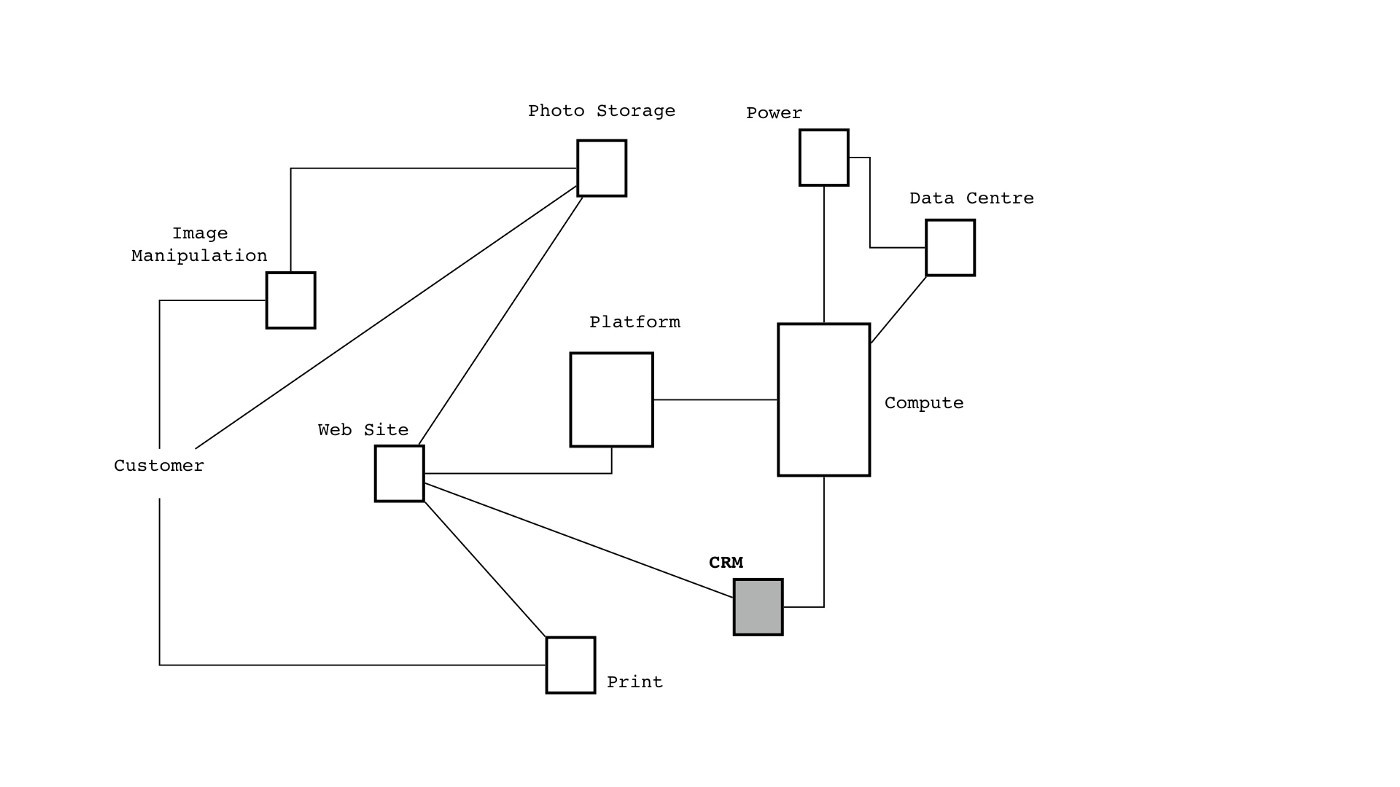 Photo Storage
Power
Data Centre
Image
Manipulation
Platform
Compute
Web Site
Customer
CRM
Print